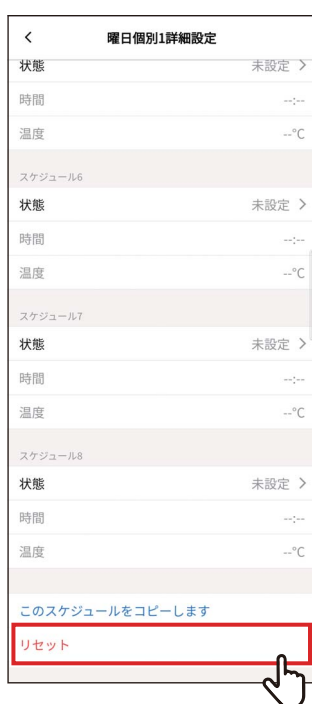 曜日個別1詳細設定
状態 未設定
時間 --:--
温度 --°C
スケジュール6
状態 未設定
時間 --:--
温度 --°C
スケジュール7
状態 未設定
時間 --:--
温度 --°C
スケジュール8
状態 未設定
時間 --:--
温度 --°C
このスケジュールをコピーします
リセット